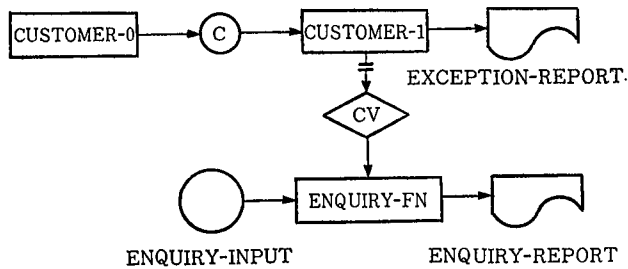 CUSTOMER-0
C
CUSTOMER-1
EXCEPTION-REPORT.
CV
ENQUIRY-FN
ENQUIRY-INPUT
ENQUIRY-REPORT